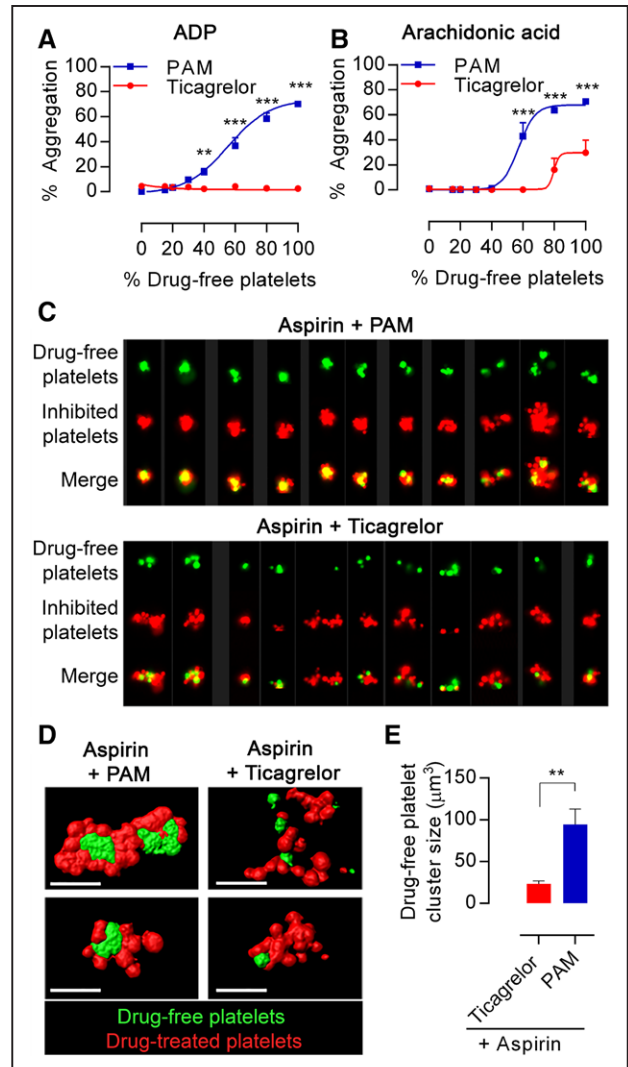 A
ADP
PAM
Ticagrelor
% Aggregation
100
80
60
40
20
0
**
***
***
***
0 20 40 60 80 100
% Drug-free platelets
B
Arachidonic acid
PAM
Ticagrelor
% Aggregation
100
80
60
40
20
0
***
***
***
0 20 40 60 80 100
% Drug-free platelets
C
Aspirin + PAM
Drug-free
platelets
Inhibited
platelets
Merge
Aspirin + Ticagrelor
Drug-free
platelets
Inhibited
platelets
Merge
D
Aspirin
+ PAM
Aspirin
+ Ticagrelor
Drug-free platelets
Drug-treated platelets
E
Drug-free platelet
cluster size (μm³)
150
100
50
0
**
Ticagrelor
PAM
+ Aspirin